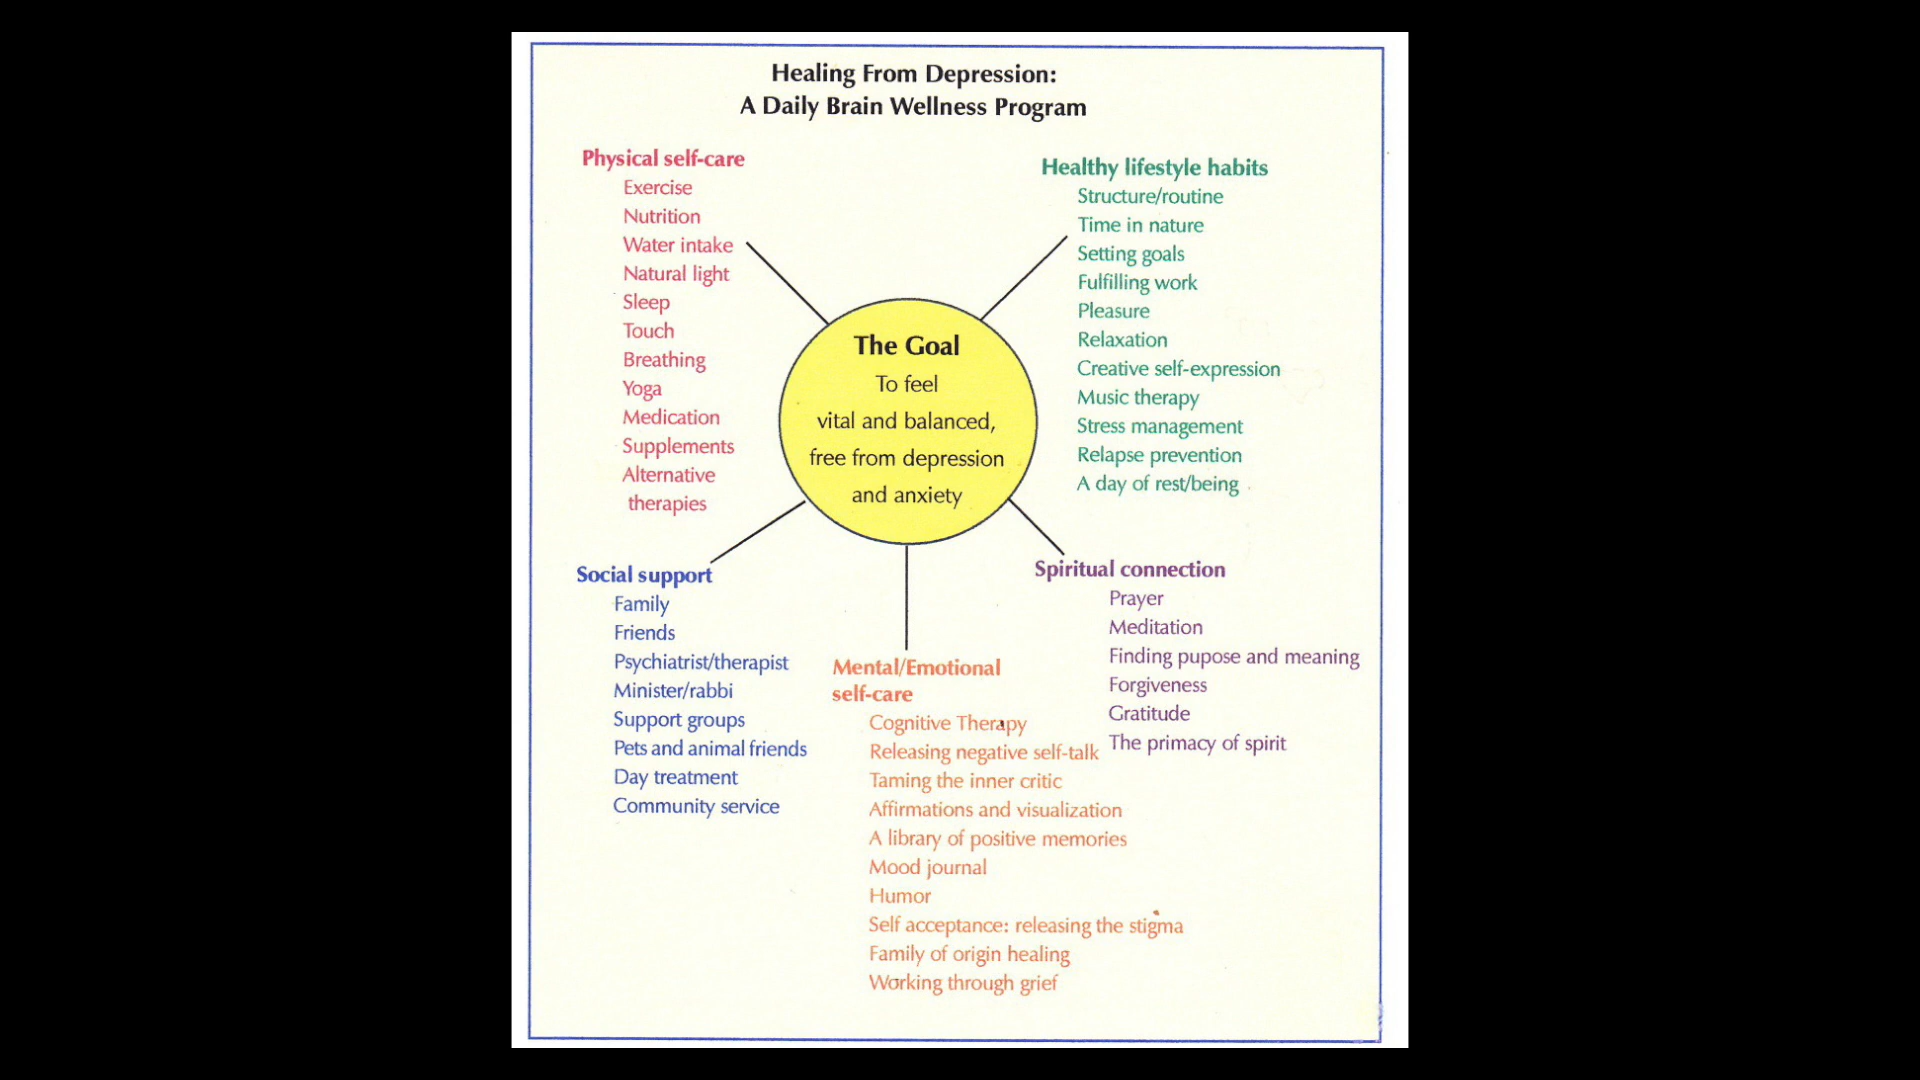 Healing From Depression:
A Daily Brain Wellness Program
Physical self-care
Exercise
Nutrition
Water intake
Natural light
Sleep
Touch
Breathing
Yoga
Medication
Supplements
Alternative
therapies
Healthy lifestyle habits
Structure/routine
Time in nature
Setting goals
Fulfilling work
Pleasure
Relaxation
Creative self-expression
Music therapy
Stress management
Relapse prevention
A day of rest/being
The Goal
To feel
vital and balanced,
free from depression
and anxiety
Social support
Family
Friends
Psychiatrist/therapist
Minister/rabbi
Support groups
Pets and animal friends
Day treatment
Community service
Mental/Emotional
self-care
Cognitive Therapy
Releasing negative self-talk
Taming the inner critic
Affirmations and visualization
A library of positive memories
Mood journal
Humor
Self acceptance: releasing the stigma
Family of origin healing
Working through grief
Spiritual connection
Prayer
Meditation
Finding pupose and meaning
Forgiveness
Gratitude
The primacy of spirit